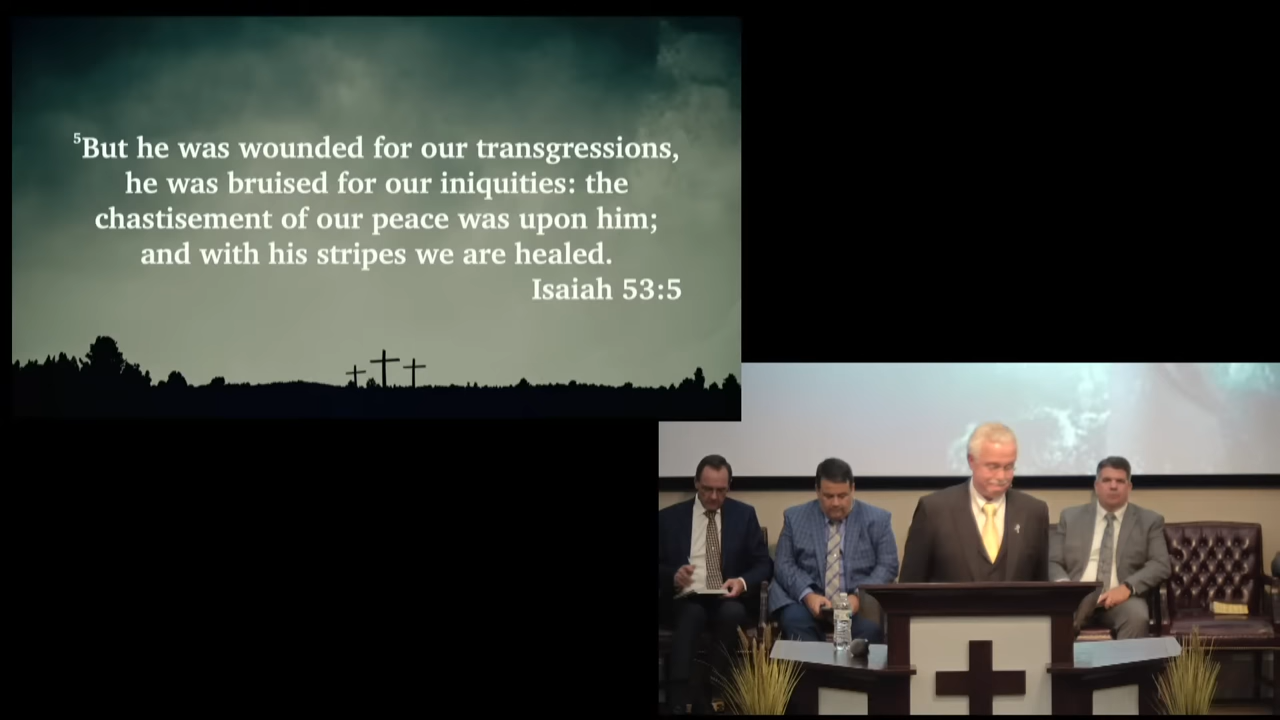 ⁵But he was wounded for our transgressions,
he was bruised for our iniquities: the
chastisement of our peace was upon him;
and with his stripes we are healed.
Isaiah 53:5